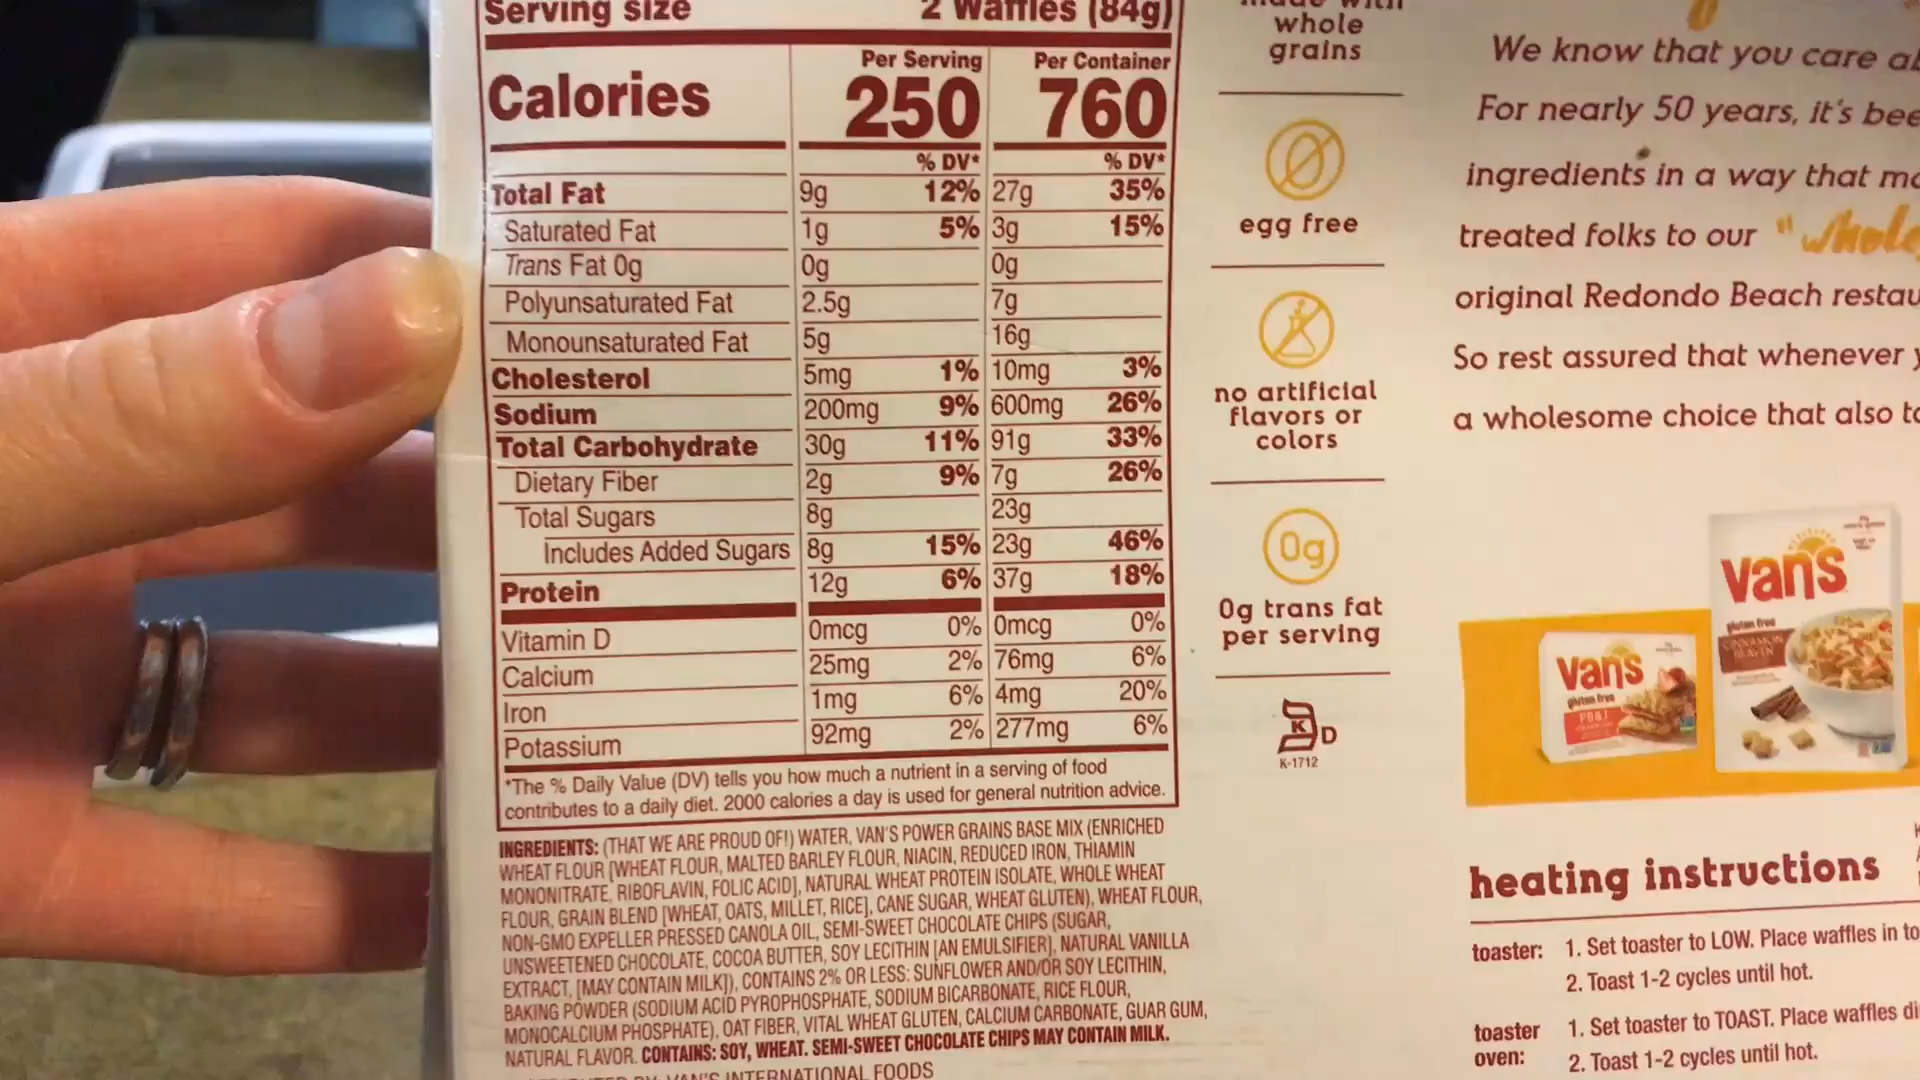 Serving size 2 Waffles (84g)
Per Serving Per Container
Calories 250 760
% DV* % DV*
Total Fat 9g 12% 27g 35%
Saturated Fat 1g 5% 3g 15%
Trans Fat 0g 0g 0g
Polyunsaturated Fat 2.5g 7g
Monounsaturated Fat 5g 16g
Cholesterol 5mg 1% 10mg 3%
Sodium 200mg 9% 600mg 26%
Total Carbohydrate 30g 11% 91g 33%
Dietary Fiber 2g 9% 7g 26%
Total Sugars 8g 23g
Includes Added Sugars 8g 15% 23g 46%
Protein 12g 6% 37g 18%
Vitamin D 0mcg 0% 0mcg 0%
Calcium 25mg 2% 76mg 6%
Iron 1mg 6% 4mg 20%
Potassium 92mg 2% 277mg 6%
*The % Daily Value (DV) tells you how much a nutrient in a serving of food
contributes to a daily diet. 2000 calories a day is used for general nutrition advice.
INGREDIENTS: (THAT WE ARE PROUD OF!) WATER, VAN'S POWER GRAINS BASE MIX (ENRICHED
WHEAT FLOUR [WHEAT FLOUR, MALTED BARLEY FLOUR, NIACIN, REDUCED IRON, THIAMIN
MONONITRATE, RIBOFLAVIN, FOLIC ACID], NATURAL WHEAT PROTEIN ISOLATE, WHOLE WHEAT
FLOUR, GRAIN BLEND [WHEAT, OATS, MILLET, RICE], CANE SUGAR, WHEAT GLUTEN), WHEAT FLOUR,
NON-GMO EXPELLER PRESSED CANOLA OIL, SEMI-SWEET CHOCOLATE CHIPS (SUGAR,
UNSWEETENED CHOCOLATE, COCOA BUTTER, SOY LECITHIN [AN EMULSIFIER], NATURAL VANILLA
EXTRACT, [MAY CONTAIN MILK]), CONTAINS 2% OR LESS: SUNFLOWER AND/OR SOY LECITHIN,
BAKING POWDER (SODIUM ACID PYROPHOSPHATE, SODIUM BICARBONATE, RICE FLOUR,
MONOCALCIUM PHOSPHATE), OAT FIBER, VITAL WHEAT GLUTEN, CALCIUM CARBONATE, GUAR GUM,
NATURAL FLAVOR. CONTAINS: SOY, WHEAT. SEMI-SWEET CHOCOLATE CHIPS MAY CONTAIN MILK.
VAN'S INTERNATIONAL FOODS
made with
whole
grains
egg free
no artificial
flavors or
colors
0g
0g trans fat
per serving
K D
K-1712
We know that you care
For nearly 50 years, it's
ingredients in a way that
treated folks to our "whole
original Redondo Beach
So rest assured that whenever
a wholesome choice that also
van's
gluten free
PB&J
van's
gluten free
CINNAMON
HEAVEN
heating instructions
toaster: 1. Set toaster to LOW. Place waffles in
2. Toast 1-2 cycles until hot.
toaster 1. Set toaster to TOAST. Place waffles
oven: 2. Toast 1-2 cycles until hot.